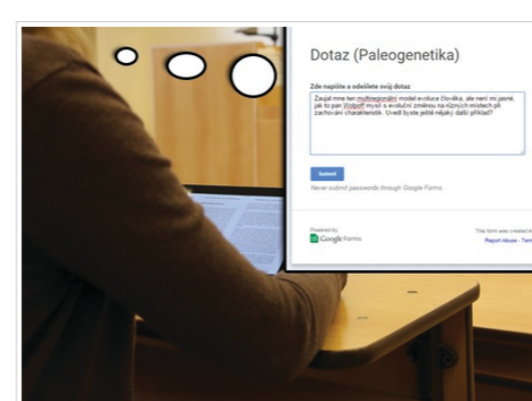 Dotaz (Paleogenetika)
Zde napište a odešlete svůj dotaz
Zaujal mne ten multiregionální model evoluce člověka, ale není mi jasné,
jak to pan Wolpoff myslí s evoluční změnou na různých místech při
zachování charakteristik. Uvedl byste ještě nějaký další příklad?
Submit
Never submit passwords through Google Forms.
Powered by
Google Forms
This form was created in
Report Abuse - Term